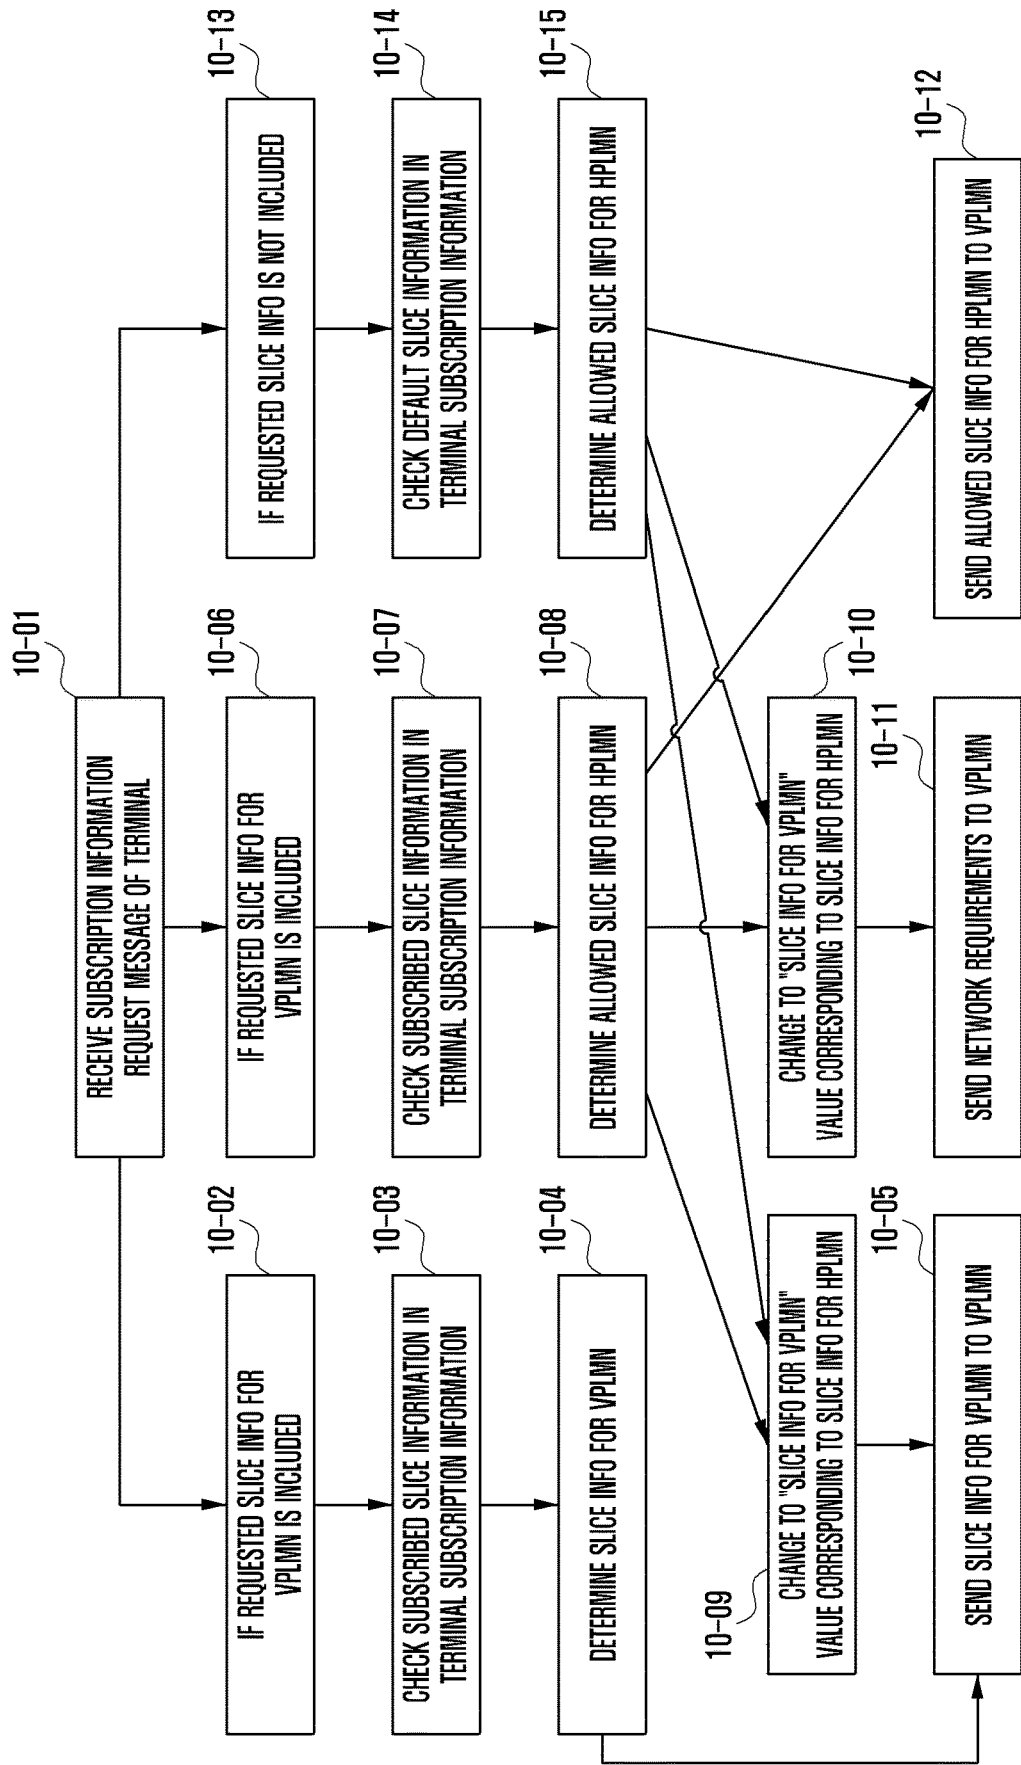 10-01
RECEIVE SUBSCRIPTION INFORMATION
REQUEST MESSAGE OF TERMINAL
10-02
IF REQUESTED SLICE INFO FOR
VPLMN IS INCLUDED
10-03
CHECK SUBSCRIBED SLICE INFORMATION IN
TERMINAL SUBSCRIPTION INFORMATION
10-04
DETERMINE SLICE INFO FOR VPLMN
10-06
IF REQUESTED SLICE INFO FOR
VPLMN IS INCLUDED
10-07
CHECK SUBSCRIBED SLICE INFORMATION IN
TERMINAL SUBSCRIPTION INFORMATION
10-08
DETERMINE ALLOWED SLICE INFO FOR HPLMN
10-13
IF REQUESTED SLICE INFO IS NOT INCLUDED
10-14
CHECK DEFAULT SLICE INFORMATION IN
TERMINAL SUBSCRIPTION INFORMATION
10-15
DETERMINE ALLOWED SLICE INFO FOR HPLMN
10-09
CHANGE TO "SLICE INFO FOR VPLMN"
VALUE CORRESPONDING TO SLICE INFO FOR HPLMN
10-05
SEND SLICE INFO FOR VPLMN TO VPLMN
10-10
CHANGE TO "SLICE INFO FOR VPLMN"
VALUE CORRESPONDING TO SLICE INFO FOR HPLMN
10-11
SEND NETWORK REQUIREMENTS TO VPLMN
10-12
SEND ALLOWED SLICE INFO FOR HPLMN TO VPLMN